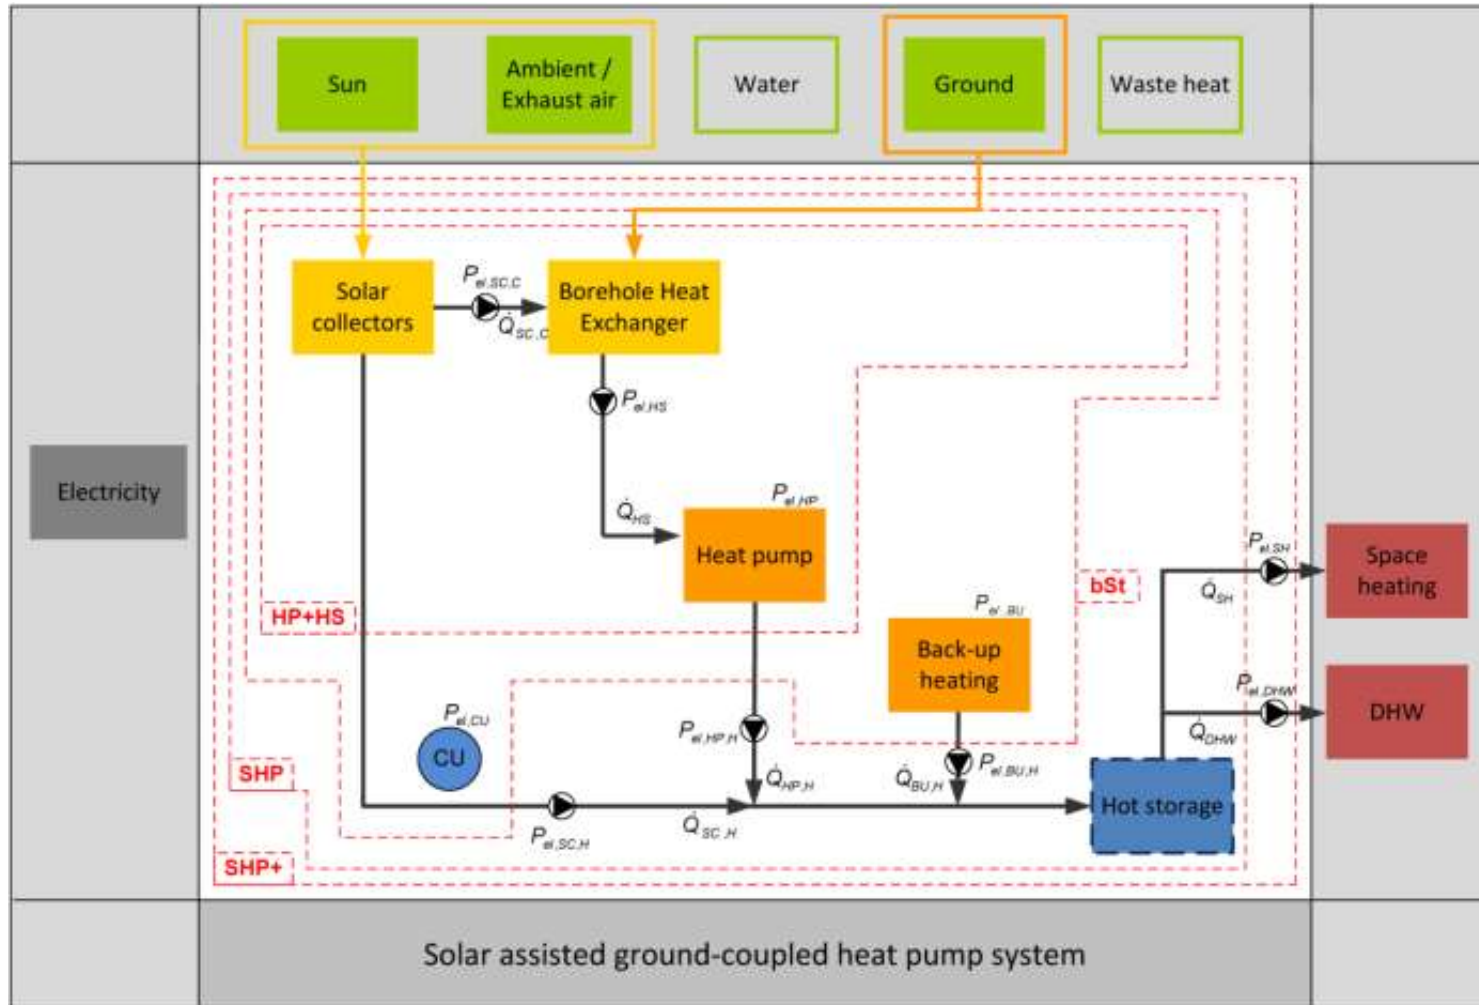 Sun
Ambient /
Exhaust air
Water
Ground
Waste heat
Solar
collectors
P_el,SC,C
Q̇_SC,C
Borehole Heat
Exchanger
P_el,HS
Electricity
Q̇_HS
P_el,HP
Heat pump
HP+HS
bSt
P_el,SH
Q̇_SH
Space
heating
P_el,BU
Back-up
heating
P_el,CU
CU
P_el,HP,H
Q̇_HP,H
Q̇_BU,H
P_el,BU,H
P_el,DHW
Q̇_DHW
DHW
SHP
Hot storage
P_el,SC,H
Q̇_SC,H
SHP+
Solar assisted ground-coupled heat pump system